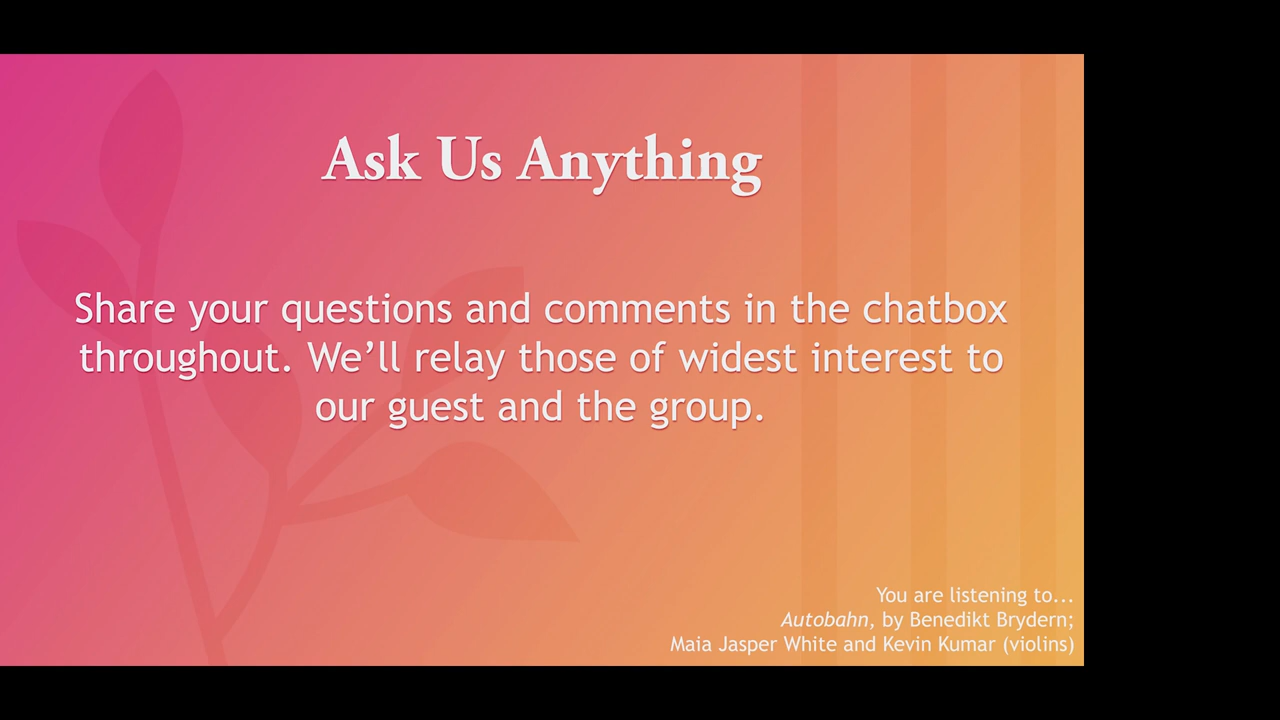 Ask Us Anything
Share your questions and comments in the chatbox
throughout. We’ll relay those of widest interest to
our guest and the group.
You are listening to...
Autobahn, by Benedikt Brydern;
Maia Jasper White and Kevin Kumar (violins)